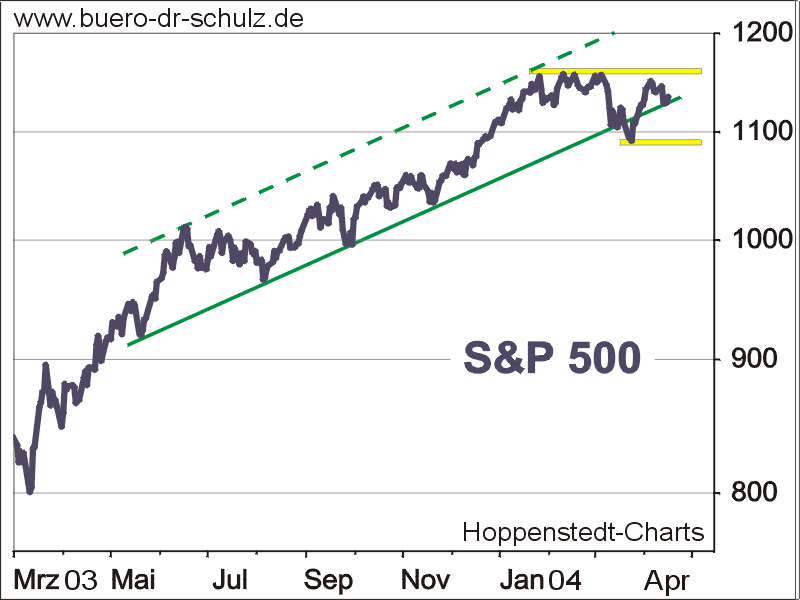 www.buero-dr-schulz.de
1200
1100
1000
S&P 500
900
800
Hoppenstedt-Charts
Mrz 03 Mai Jul Sep Nov Jan 04 Apr